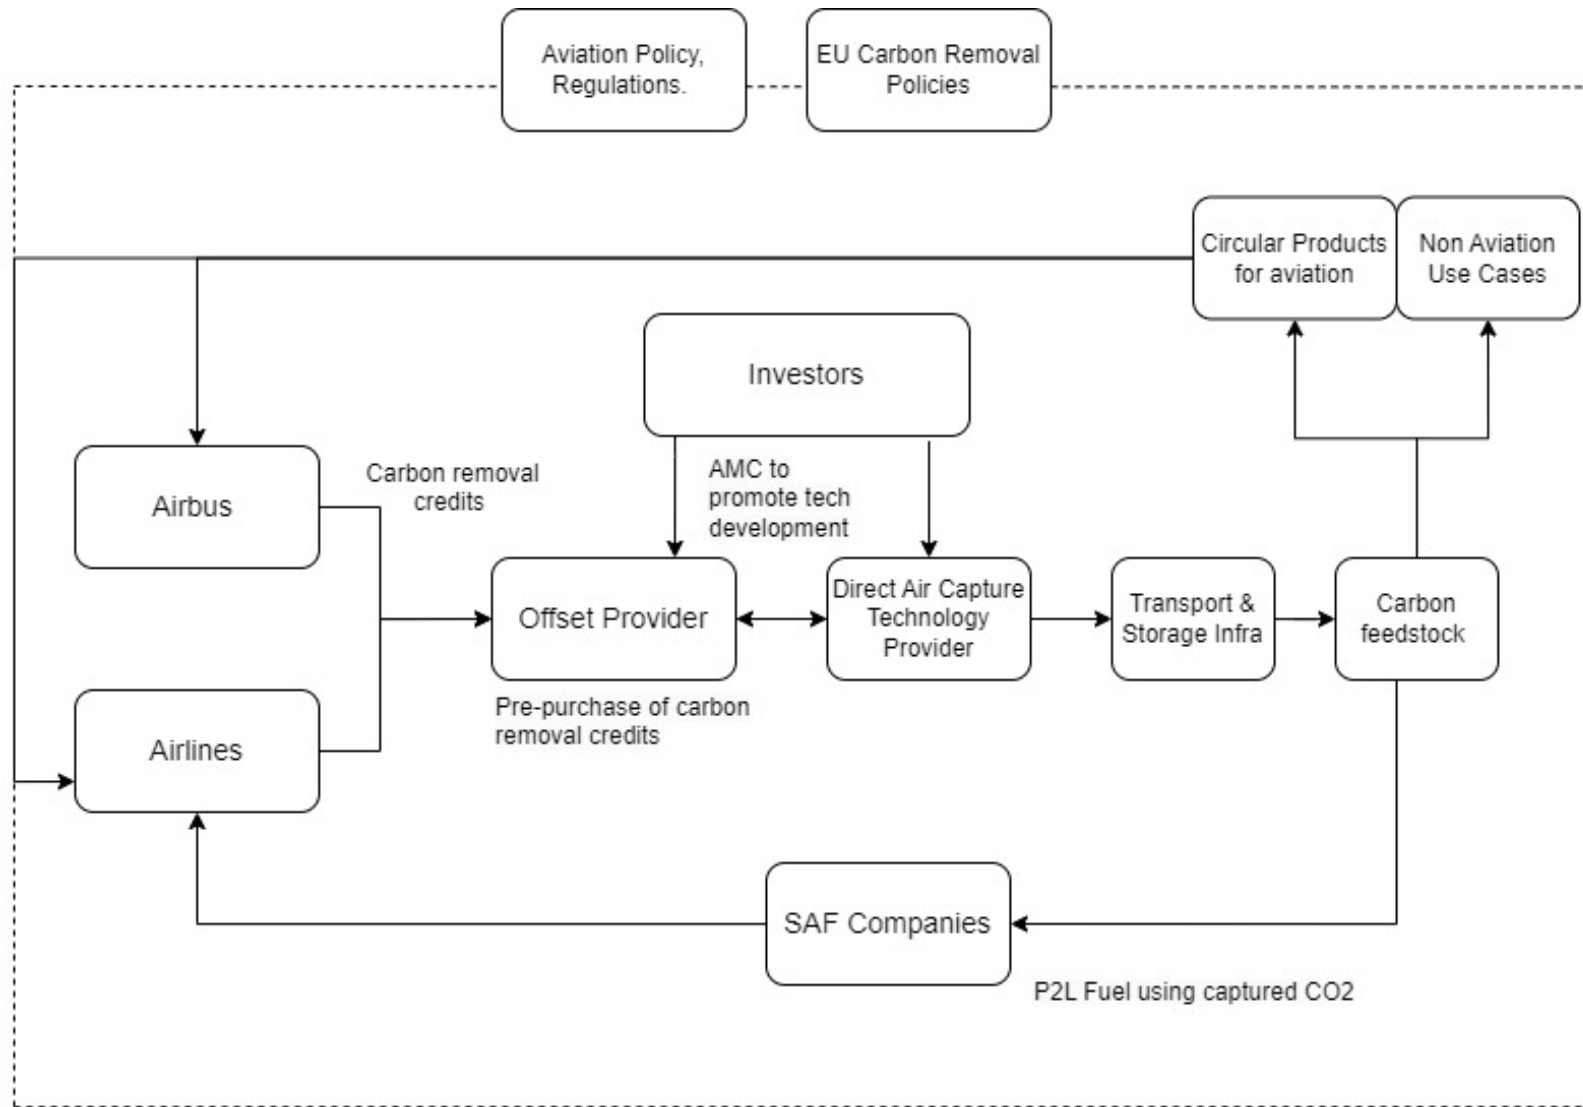 Aviation Policy,
Regulations.
EU Carbon Removal
Policies
Circular Products
for aviation
Non Aviation
Use Cases
Investors
Airbus
Carbon removal
credits
AMC to
promote tech
development
Offset Provider
Direct Air Capture
Technology
Provider
Transport &
Storage Infra
Carbon
feedstock
Pre-purchase of carbon
removal credits
Airlines
SAF Companies
P2L Fuel using captured CO2